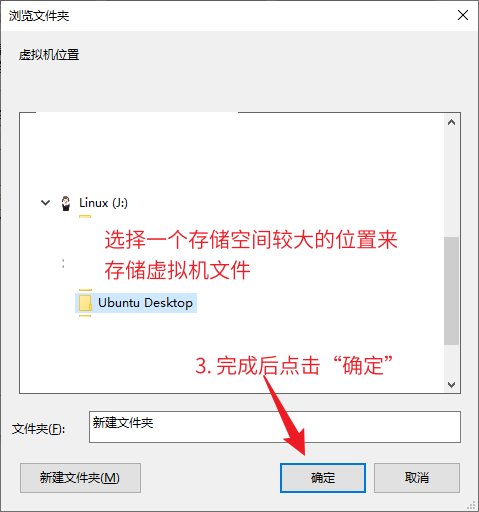 浏览文件夹
虚拟机位置
Linux (J:)
选择一个存储空间较大的位置来
存储虚拟机文件
Ubuntu Desktop
3. 完成后点击“确定”
文件夹(F):
新建文件夹
新建文件夹(M)
确定
取消